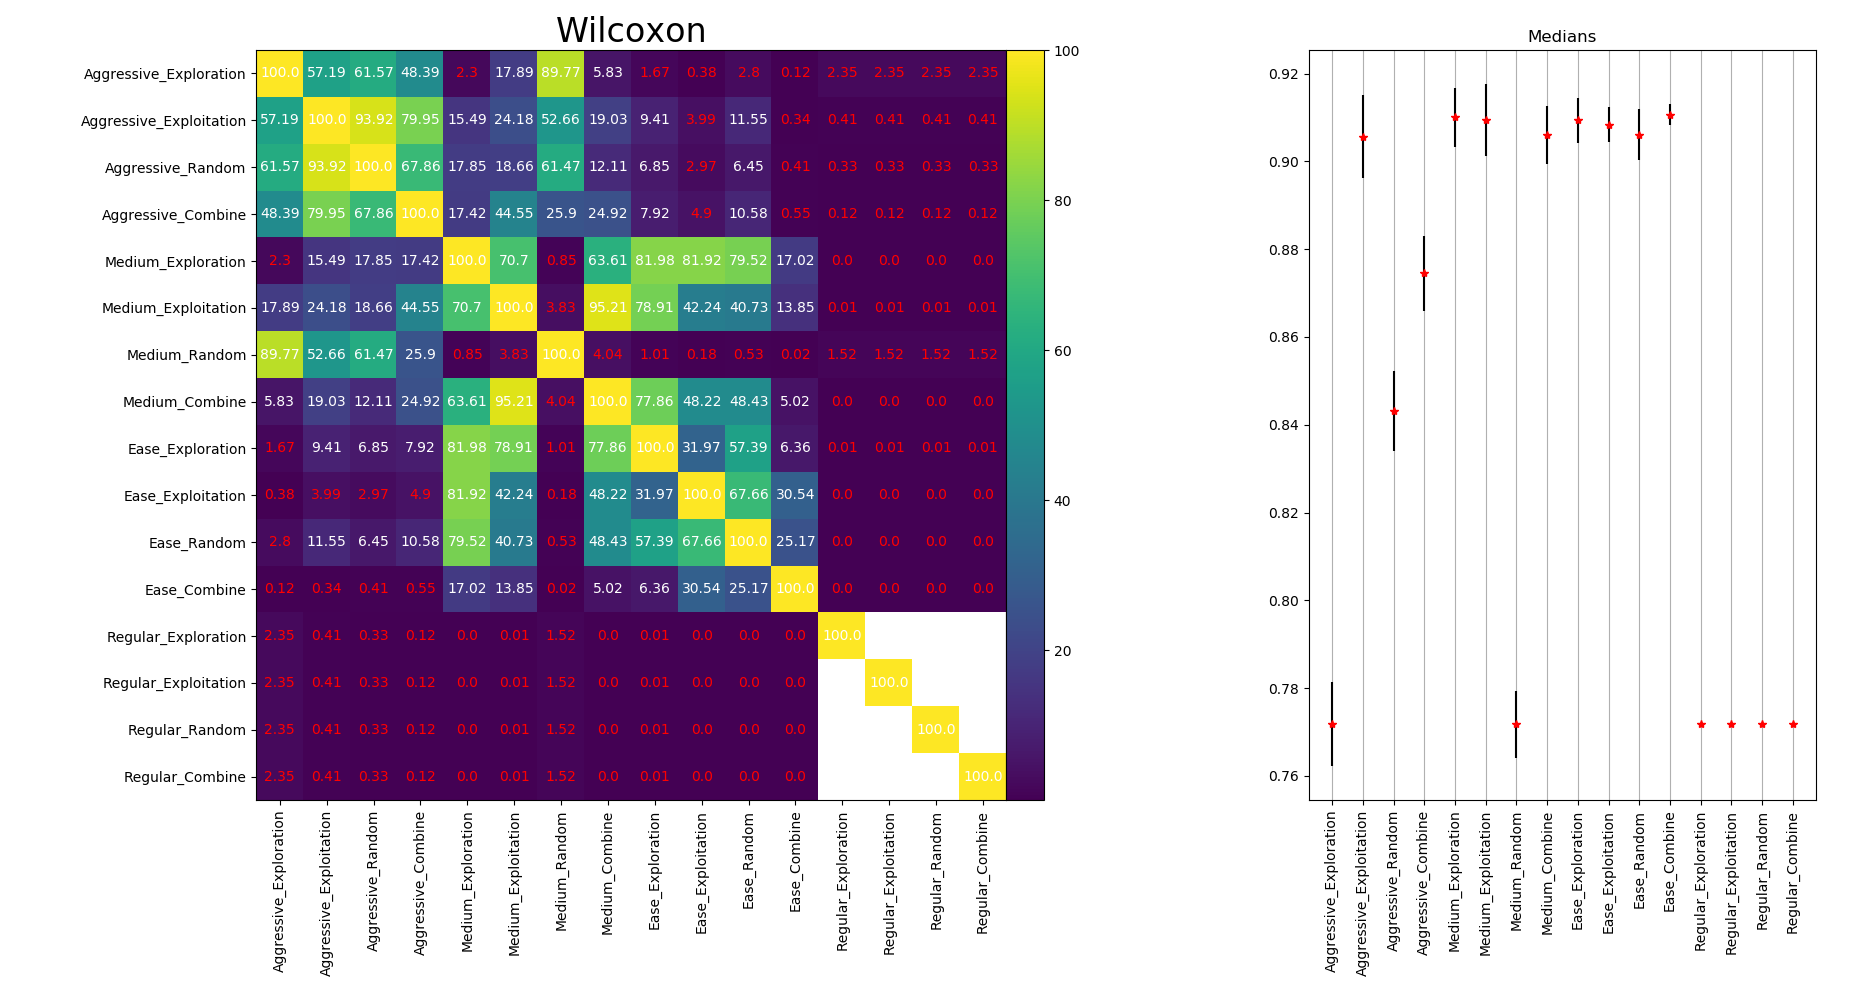 Wilcoxon
Aggressive_Exploration 100.0 57.19 61.57 48.39 2.3 17.89 89.77 5.83 1.67 0.38 2.8 0.12 2.35 2.35 2.35 2.35
Aggressive_Exploitation 57.19 100.0 93.92 79.95 15.49 24.18 52.66 19.03 9.41 3.99 11.55 0.34 0.41 0.41 0.41 0.41
Aggressive_Random 61.57 93.92 100.0 67.86 17.85 18.66 61.47 12.11 6.85 2.97 6.45 0.41 0.33 0.33 0.33 0.33
Aggressive_Combine 48.39 79.95 67.86 100.0 17.42 44.55 25.9 24.92 7.92 4.9 10.58 0.55 0.12 0.12 0.12 0.12
Medium_Exploration 2.3 15.49 17.85 17.42 100.0 70.7 0.85 63.61 81.98 81.92 79.52 17.02 0.0 0.0 0.0 0.0
Medium_Exploitation 17.89 24.18 18.66 44.55 70.7 100.0 3.83 95.21 78.91 42.24 40.73 13.85 0.01 0.01 0.01 0.01
Medium_Random 89.77 52.66 61.47 25.9 0.85 3.83 100.0 4.04 1.01 0.18 0.53 0.02 1.52 1.52 1.52 1.52
Medium_Combine 5.83 19.03 12.11 24.92 63.61 95.21 4.04 100.0 77.86 48.22 48.43 5.02 0.0 0.0 0.0 0.0
Ease_Exploration 1.67 9.41 6.85 7.92 81.98 78.91 1.01 77.86 100.0 31.97 57.39 6.36 0.01 0.01 0.01 0.01
Ease_Exploitation 0.38 3.99 2.97 4.9 81.92 42.24 0.18 48.22 31.97 100.0 67.66 30.54 0.0 0.0 0.0 0.0
Ease_Random 2.8 11.55 6.45 10.58 79.52 40.73 0.53 48.43 57.39 67.66 100.0 25.17 0.0 0.0 0.0 0.0
Ease_Combine 0.12 0.34 0.41 0.55 17.02 13.85 0.02 5.02 6.36 30.54 25.17 100.0 0.0 0.0 0.0 0.0
Regular_Exploration 2.35 0.41 0.33 0.12 0.0 0.01 1.52 0.0 0.01 0.0 0.0 0.0 100.0
Regular_Exploitation 2.35 0.41 0.33 0.12 0.0 0.01 1.52 0.0 0.01 0.0 0.0 0.0 100.0
Regular_Random 2.35 0.41 0.33 0.12 0.0 0.01 1.52 0.0 0.01 0.0 0.0 0.0 100.0
Regular_Combine 2.35 0.41 0.33 0.12 0.0 0.01 1.52 0.0 0.01 0.0 0.0 0.0 100.0
Aggressive_Exploration
Aggressive_Exploitation
Aggressive_Random
Aggressive_Combine
Medium_Exploration
Medium_Exploitation
Medium_Random
Medium_Combine
Ease_Exploration
Ease_Exploitation
Ease_Random
Ease_Combine
Regular_Exploration
Regular_Exploitation
Regular_Random
Regular_Combine
100
80
60
40
20
Medians
0.92
0.90
0.88
0.86
0.84
0.82
0.80
0.78
0.76
Aggressive_Exploration
Aggressive_Exploitation
Aggressive_Random
Aggressive_Combine
Medium_Exploration
Medium_Exploitation
Medium_Random
Medium_Combine
Ease_Exploration
Ease_Exploitation
Ease_Random
Ease_Combine
Regular_Exploration
Regular_Exploitation
Regular_Random
Regular_Combine